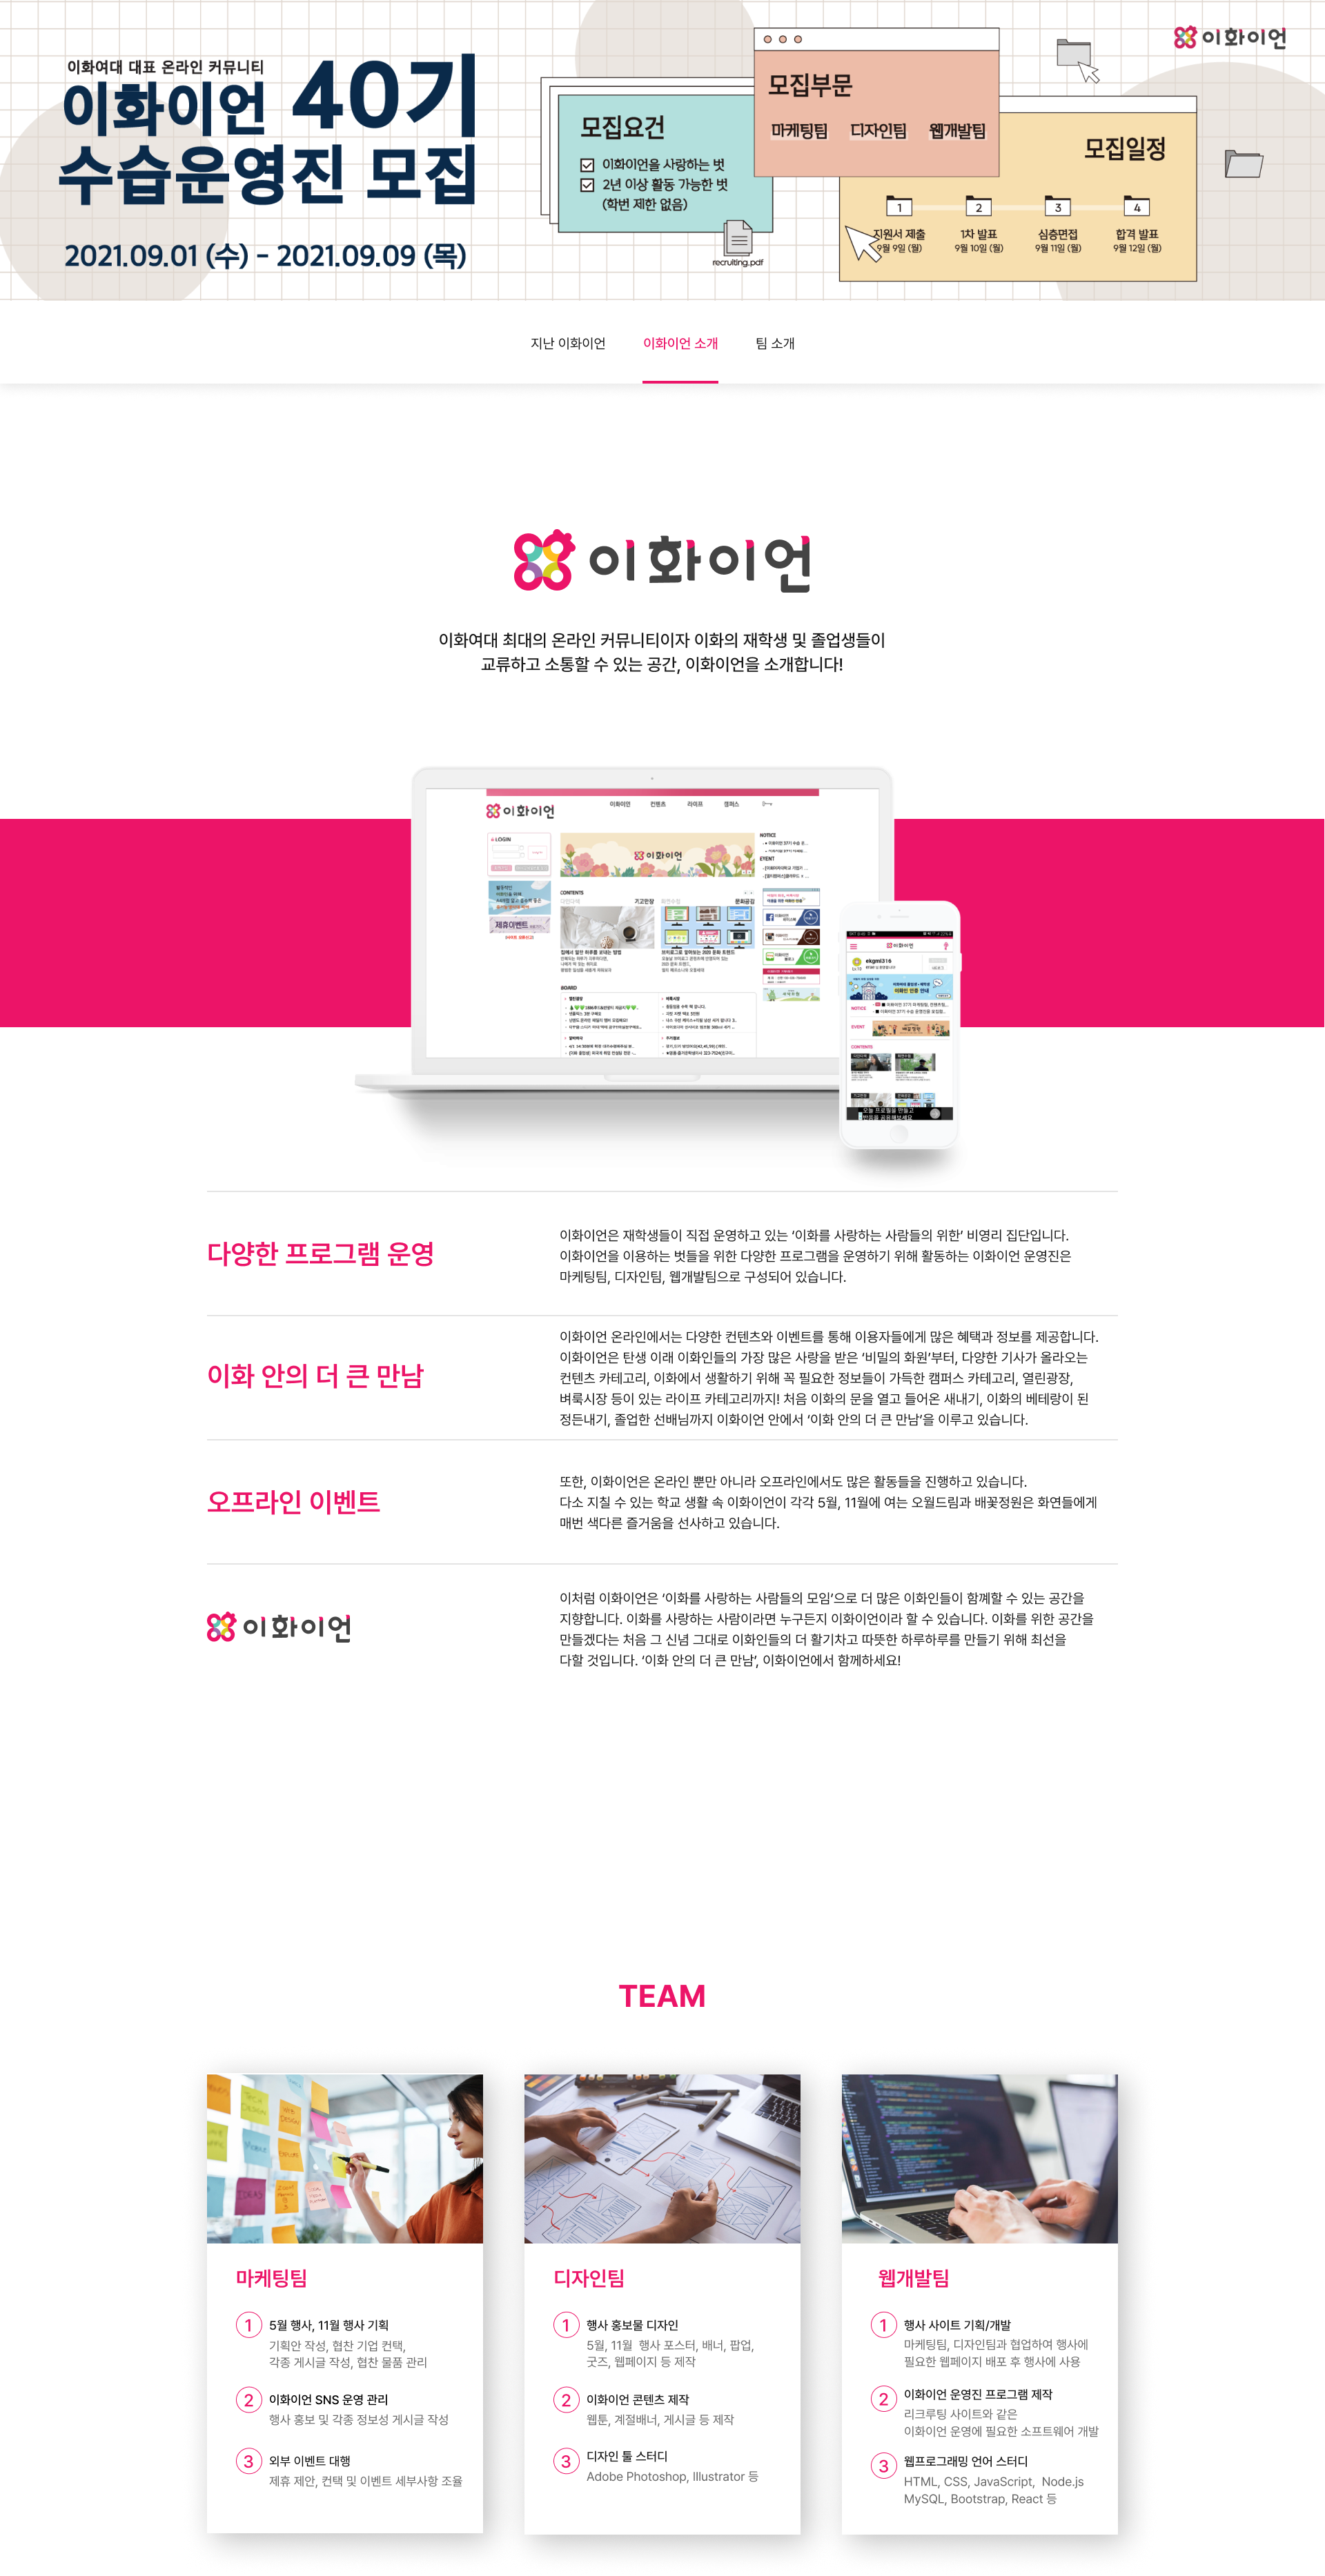 이화여대 대표 온라인 커뮤니티
이화이언 40기
수습운영진 모집
2021.09.01 (수) - 2021.09.09 (목)
모집요건
이화이언을 사랑하는 벗
2년 이상 활동 가능한 벗
(학번 제한 없음)
recruiting.pdf
모집부문
마케팅팀 디자인팀 웹개발팀
모집일정
1 2 3 4
지원서 제출 1차 발표 심층면접 합격 발표
9월 9일 (월) 9월 10일 (월) 9월 11일 (월) 9월 12일 (월)
이화이언
지난 이화이언 이화이언 소개 팀 소개
이화이언
이화여대 최대의 온라인 커뮤니티이자 이화의 재학생 및 졸업생들이
교류하고 소통할 수 있는 공간, 이화이언을 소개합니다!
이화이언
이화이안 컨텐츠 라이프 캠퍼스
LOGIN
이화이언
NOTICE
EVENT
CONTENTS
기고만장
문화공감
제휴이벤트
BOARD
이화이언
ekgml316
NOTICE
EVENT
CONTENTS
다양한 프로그램 운영
이화이언은 재학생들이 직접 운영하고 있는 ‘이화를 사랑하는 사람들의 위한’ 비영리 집단입니다.
이화이언을 이용하는 벗들을 위한 다양한 프로그램을 운영하기 위해 활동하는 이화이언 운영진은
마케팅팀, 디자인팀, 웹개발팀으로 구성되어 있습니다.
이화 안의 더 큰 만남
이화이언 온라인에서는 다양한 컨텐츠와 이벤트를 통해 이용자들에게 많은 혜택과 정보를 제공합니다.
이화이언은 탄생 이래 이화인들의 가장 많은 사랑을 받은 ‘비밀의 화원’부터, 다양한 기사가 올라오는
컨텐츠 카테고리, 이화에서 생활하기 위해 꼭 필요한 정보들이 가득한 캠퍼스 카테고리, 열린광장,
벼룩시장 등이 있는 라이프 카테고리까지! 처음 이화의 문을 열고 들어온 새내기, 이화의 베테랑이 된
정든내기, 졸업한 선배님까지 이화이언 안에서 ‘이화 안의 더 큰 만남’을 이루고 있습니다.
오프라인 이벤트
또한, 이화이언은 온라인 뿐만 아니라 오프라인에서도 많은 활동들을 진행하고 있습니다.
다소 지칠 수 있는 학교 생활 속 이화이언이 각각 5월, 11월에 여는 오월드림과 배꽃정원은 화연들에게
매번 색다른 즐거움을 선사하고 있습니다.
이화이언
이처럼 이화이언은 ‘이화를 사랑하는 사람들의 모임’으로 더 많은 이화인들이 함께할 수 있는 공간을
지향합니다. 이화를 사랑하는 사람이라면 누구든지 이화이언이라 할 수 있습니다. 이화를 위한 공간을
만들겠다는 처음 그 신념 그대로 이화인들의 더 활기차고 따뜻한 하루하루를 만들기 위해 최선을
다할 것입니다. ‘이화 안의 더 큰 만남’, 이화이언에서 함께하세요!
TEAM
마케팅팀
1 5월 행사, 11월 행사 기획
기획안 작성, 협찬 기업 컨택,
각종 게시글 작성, 협찬 물품 관리
2 이화이언 SNS 운영 관리
행사 홍보 및 각종 정보성 게시글 작성
3 외부 이벤트 대행
제휴 제안, 컨택 및 이벤트 세부사항 조율
디자인팀
1 행사 홍보물 디자인
5월, 11월 행사 포스터, 배너, 팝업,
굿즈, 웹페이지 등 제작
2 이화이언 콘텐츠 제작
웹툰, 계절배너, 게시글 등 제작
3 디자인 툴 스터디
Adobe Photoshop, Illustrator 등
웹개발팀
1 행사 사이트 기획/개발
마케팅팀, 디자인팀과 협업하여 행사에
필요한 웹페이지 배포 후 행사에 사용
2 이화이언 운영진 프로그램 제작
리크루팅 사이트와 같은
이화이언 운영에 필요한 소프트웨어 개발
3 웹프로그래밍 언어 스터디
HTML, CSS, JavaScript, Node.js
MySQL, Bootstrap, React 등